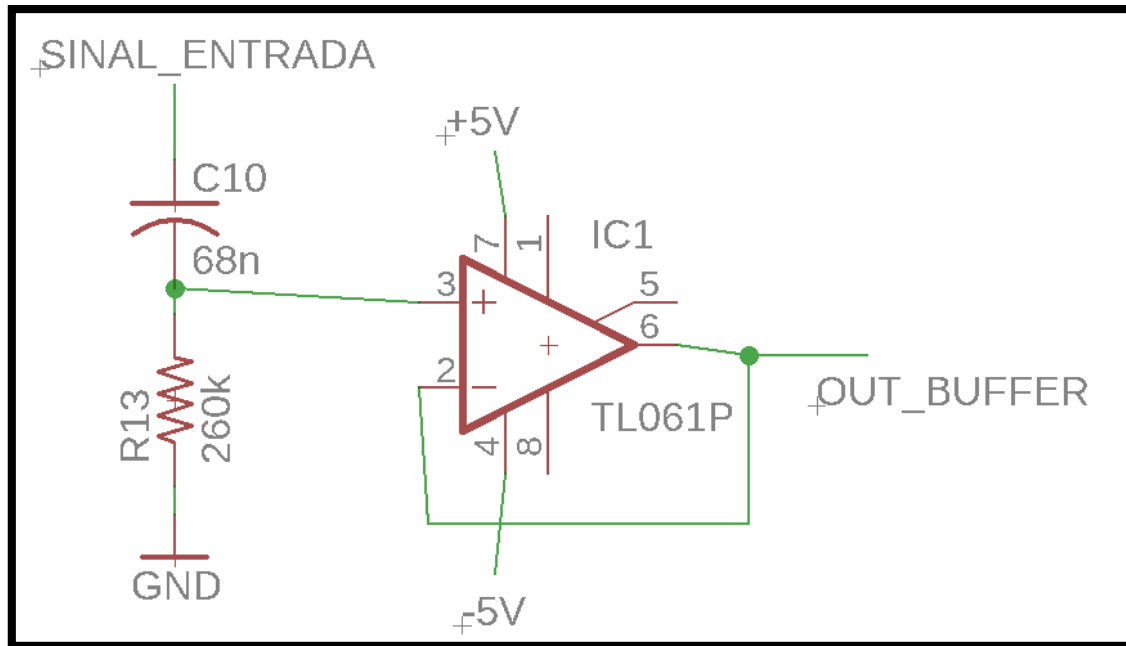 SINAL_ENTRADA
+5V
C10
68n
7
1
IC1
3
+
5
6
2
-
R13
260k
4
8
TL061P
OUT_BUFFER
GND
-5V